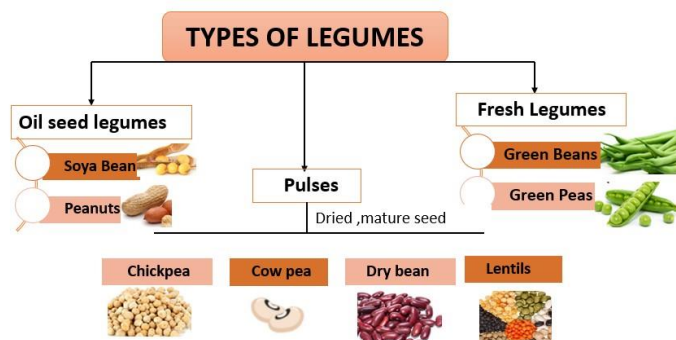 TYPES OF LEGUMES
Oil seed legumes
Soya Bean
Peanuts
Pulses
Dried ,mature seed
Fresh Legumes
Green Beans
Green Peas
Chickpea
Cow pea
Dry bean
Lentils